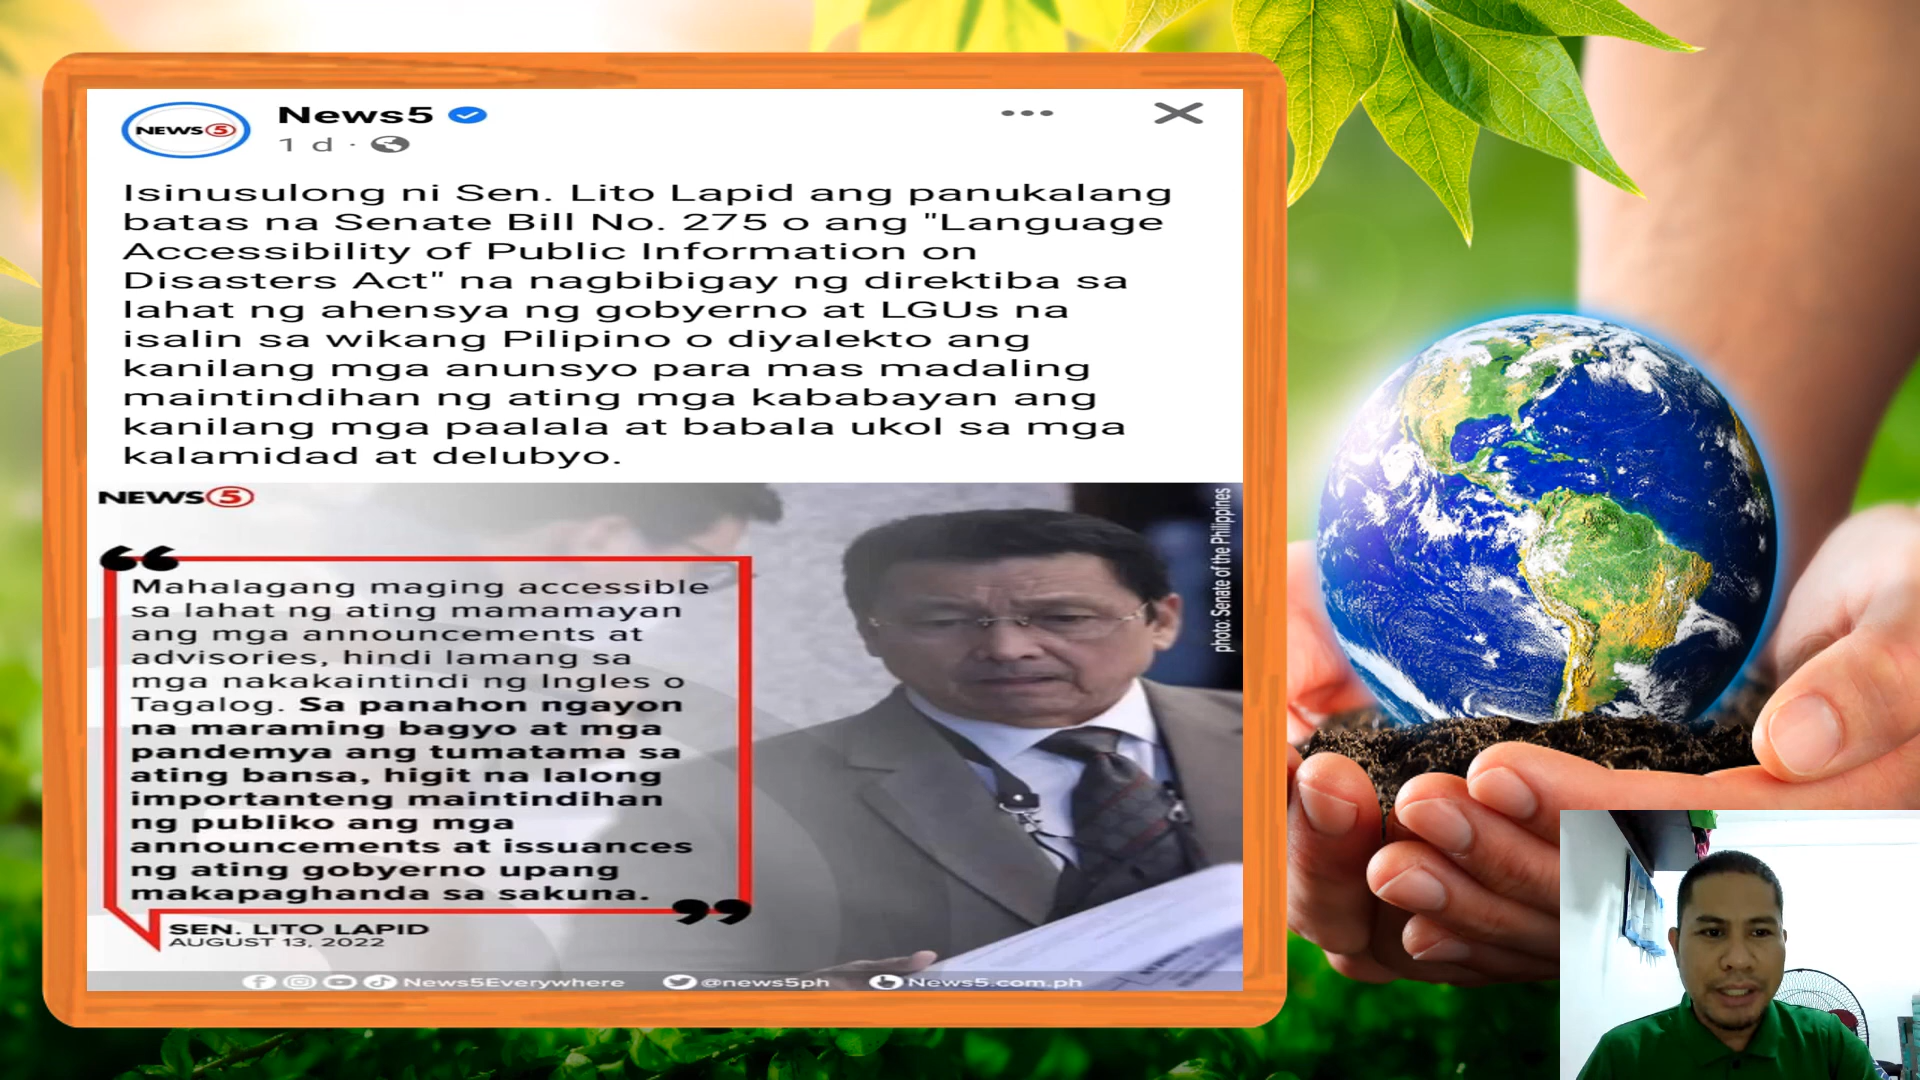 NEWS 5
News5
1 d ·
Isinusulong ni Sen. Lito Lapid ang panukalang
batas na Senate Bill No. 275 o ang "Language
Accessibility of Public Information on
Disasters Act" na nagbibigay ng direktiba sa
lahat ng ahensya ng gobyerno at LGUs na
isalin sa wikang Pilipino o diyalekto ang
kanilang mga anunsyo para mas madaling
maintindihan ng ating mga kababayan ang
kanilang mga paalala at babala ukol sa mga
kalamidad at delubyo.
NEWS 5
photo: Senate of the Philippines
“Mahalagang maging accessible
sa lahat ng ating mamamayan
ang mga announcements at
advisories, hindi lamang sa
mga nakakaintindi ng Ingles o
Tagalog. Sa panahon ngayon
na maraming bagyo at mga
pandemya ang tumatama sa
ating bansa, higit na lalong
importanteng maintindihan
ng publiko ang mga
announcements at issuances
ng ating gobyerno upang
makapaghanda sa sakuna.”
SEN. LITO LAPID
AUGUST 13, 2022
News5Everywhere @news5ph News5.com.ph